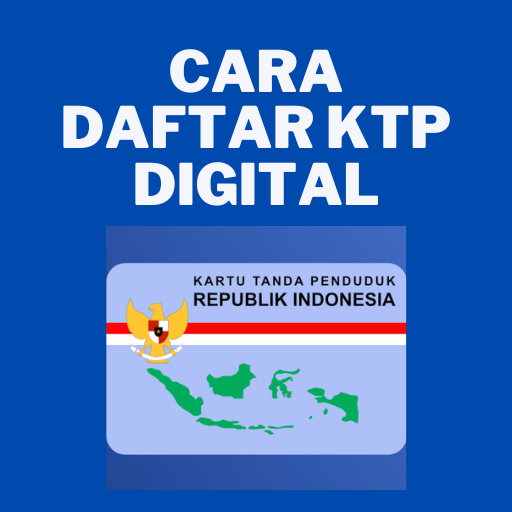 CARA
DAFTAR KTP
DIGITAL
KARTU TANDA PENDUDUK
REPUBLIK INDONESIA